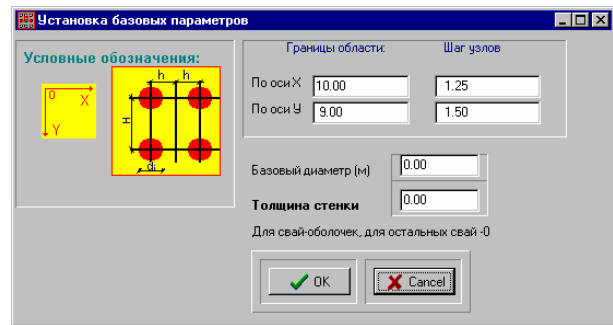 Установка базовых параметров
Условные обозначения:
0 X
Y
h h
H
di
Границы области: Шаг узлов
По оси X 10.00 1.25
По оси У 9.00 1.50
Базовый диаметр (м) 0.00
Толщина стенки 0.00
Для свай-оболочек, для остальных свай -0
OK Cancel